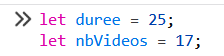 let duree = 25;
let nbVideos = 17;